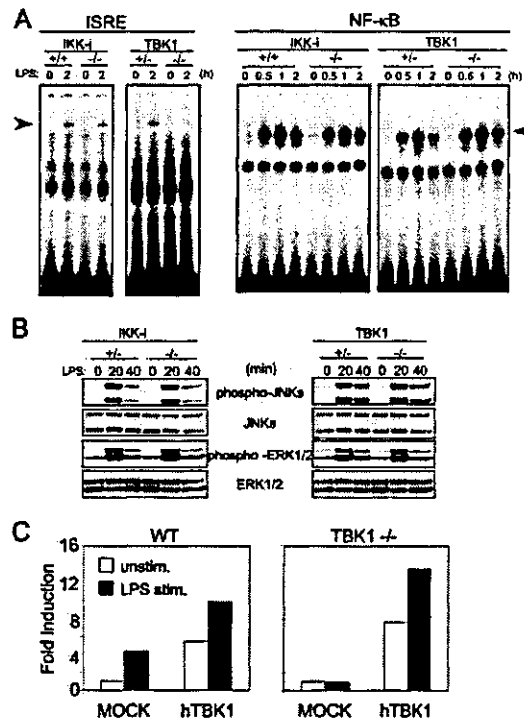 A
ISRE
NF-κB
IKK-i
TBK1
IKK-i
TBK1
+/+ -/- +/- -/-
+/+ -/- +/- -/-
LPS: 0 2 0 2 0 2 0 2 (h)
0 0.5 1 2 0 0.5 1 2 0 0.5 1 2 0 0.5 1 2
B
IKK-i
TBK1
+/- -/-
+/- -/-
LPS: 0 20 40 0 20 40 (min) 0 20 40 0 20 40
phospho-JNKs
JNKs
phospho-ERK1/2
ERK1/2
C
WT
TBK1 -/-
16
12
8
4
0
Fold Induction
unstim.
LPS stim.
MOCK hTBK1
MOCK hTBK1